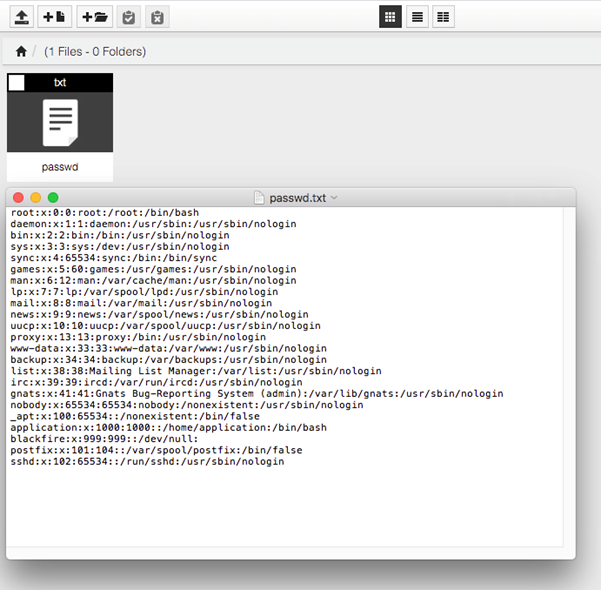 (1 Files - 0 Folders)
txt
passwd
passwd.txt
root:x:0:0:root:/root:/bin/bash
daemon:x:1:1:daemon:/usr/sbin:/usr/sbin/nologin
bin:x:2:2:bin:/bin:/usr/sbin/nologin
sys:x:3:3:sys:/dev:/usr/sbin/nologin
sync:x:4:65534:sync:/bin:/bin/sync
games:x:5:60:games:/usr/games:/usr/sbin/nologin
man:x:6:12:man:/var/cache/man:/usr/sbin/nologin
lp:x:7:7:lp:/var/spool/lpd:/usr/sbin/nologin
mail:x:8:8:mail:/var/mail:/usr/sbin/nologin
news:x:9:9:news:/var/spool/news:/usr/sbin/nologin
uucp:x:10:10:uucp:/var/spool/uucp:/usr/sbin/nologin
proxy:x:13:13:proxy:/bin:/usr/sbin/nologin
www-data:x:33:33:www-data:/var/www:/usr/sbin/nologin
backup:x:34:34:backup:/var/backups:/usr/sbin/nologin
list:x:38:38:Mailing List Manager:/var/list:/usr/sbin/nologin
irc:x:39:39:ircd:/var/run/ircd:/usr/sbin/nologin
gnats:x:41:41:Gnats Bug-Reporting System (admin):/var/lib/gnats:/usr/sbin/nologin
nobody:x:65534:65534:nobody:/nonexistent:/usr/sbin/nologin
_apt:x:100:65534::/nonexistent:/bin/false
application:x:1000:1000::/home/application:/bin/bash
blackfire:x:999:999::/dev/null:
postfix:x:101:104::/var/spool/postfix:/bin/false
sshd:x:102:65534::/run/sshd:/usr/sbin/nologin